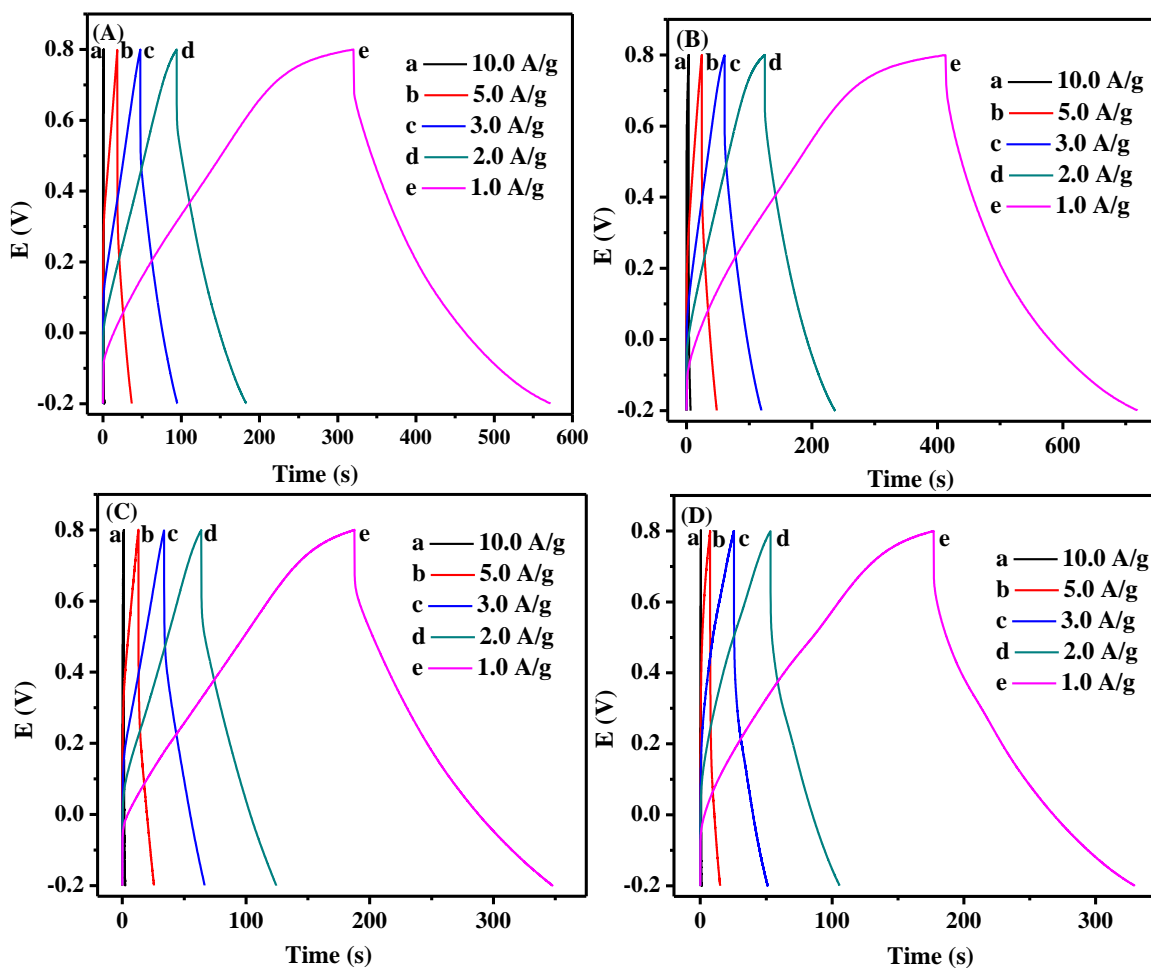 (A)
a b c d e
a 10.0 A/g
b 5.0 A/g
c 3.0 A/g
d 2.0 A/g
e 1.0 A/g
0.8
0.6
0.4
0.2
0.0
-0.2
E (V)
0 100 200 300 400 500 600
Time (s)
(B)
a b c d e
a 10.0 A/g
b 5.0 A/g
c 3.0 A/g
d 2.0 A/g
e 1.0 A/g
0.8
0.6
0.4
0.2
0.0
-0.2
E (V)
0 200 400 600
Time (s)
(C)
a b c d e
a 10.0 A/g
b 5.0 A/g
c 3.0 A/g
d 2.0 A/g
e 1.0 A/g
0.8
0.6
0.4
0.2
0.0
-0.2
E (V)
0 100 200 300
Time (s)
(D)
a b c d e
a 10.0 A/g
b 5.0 A/g
c 3.0 A/g
d 2.0 A/g
e 1.0 A/g
0.8
0.6
0.4
0.2
0.0
-0.2
E (V)
0 100 200 300
Time (s)